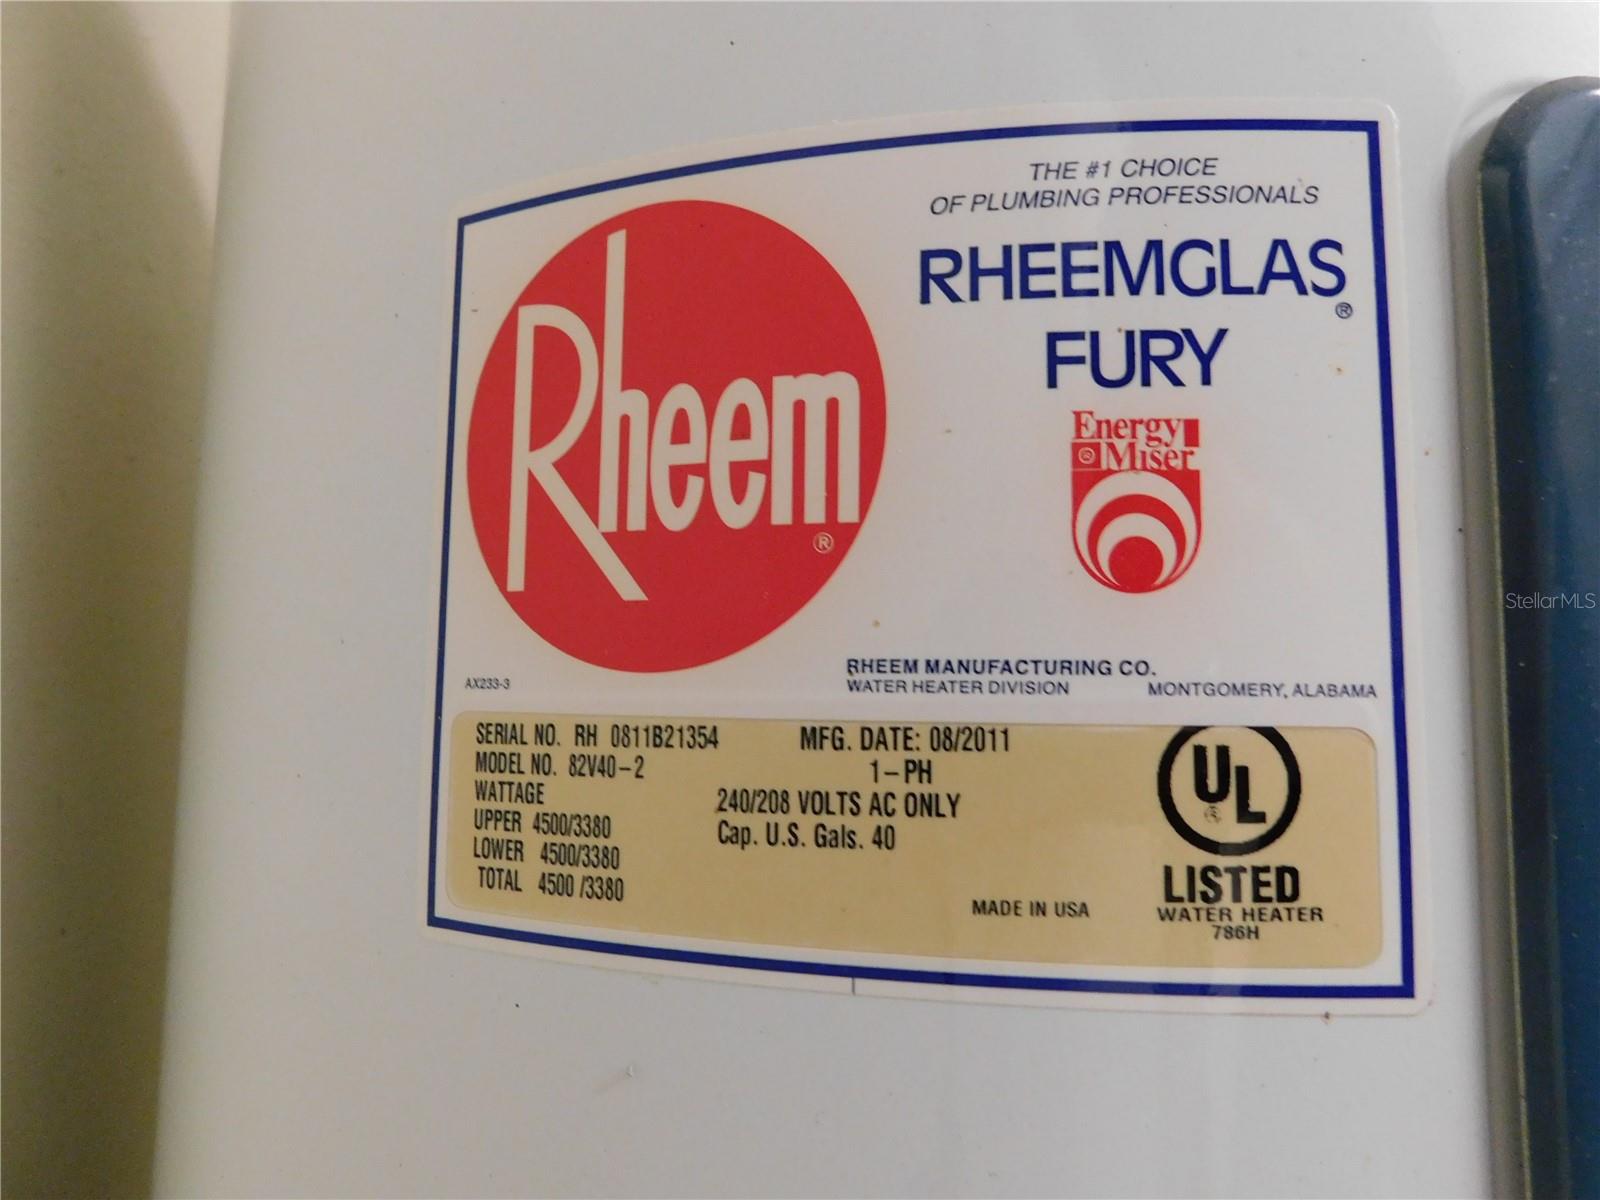 THE #1 CHOICE
OF PLUMBING PROFESSIONALS
RHEEMGLAS®
FURY
Rheem®
Energy
® Miser
RHEEM MANUFACTURING CO.
WATER HEATER DIVISION MONTGOMERY, ALABAMA
AX233-3
SERIAL NO. RH 0811B21354 MFG. DATE: 08/2011
MODEL NO. 82V40-2 1-PH
WATTAGE 240/208 VOLTS AC ONLY
UPPER 4500/3380 Cap. U.S. Gals. 40
LOWER 4500/3380
TOTAL 4500/3380
MADE IN USA
UL®
LISTED
WATER HEATER
786H
StellarMLS